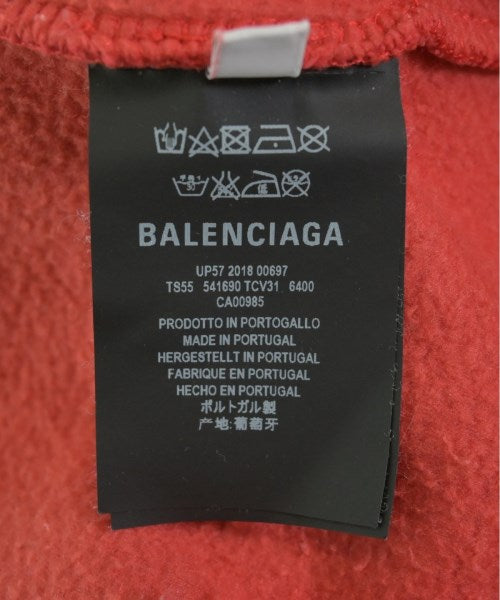 BALENCIAGA
UP57 2018 00697
TS55 541690 TCV31 6400
CA00985
PRODOTTO IN PORTOGALLO
MADE IN PORTUGAL
HERGESTELLT IN PORTUGAL
FABRIQUE EN PORTUGAL
HECHO EN PORTUGAL
ポルトガル製
产地:葡萄牙